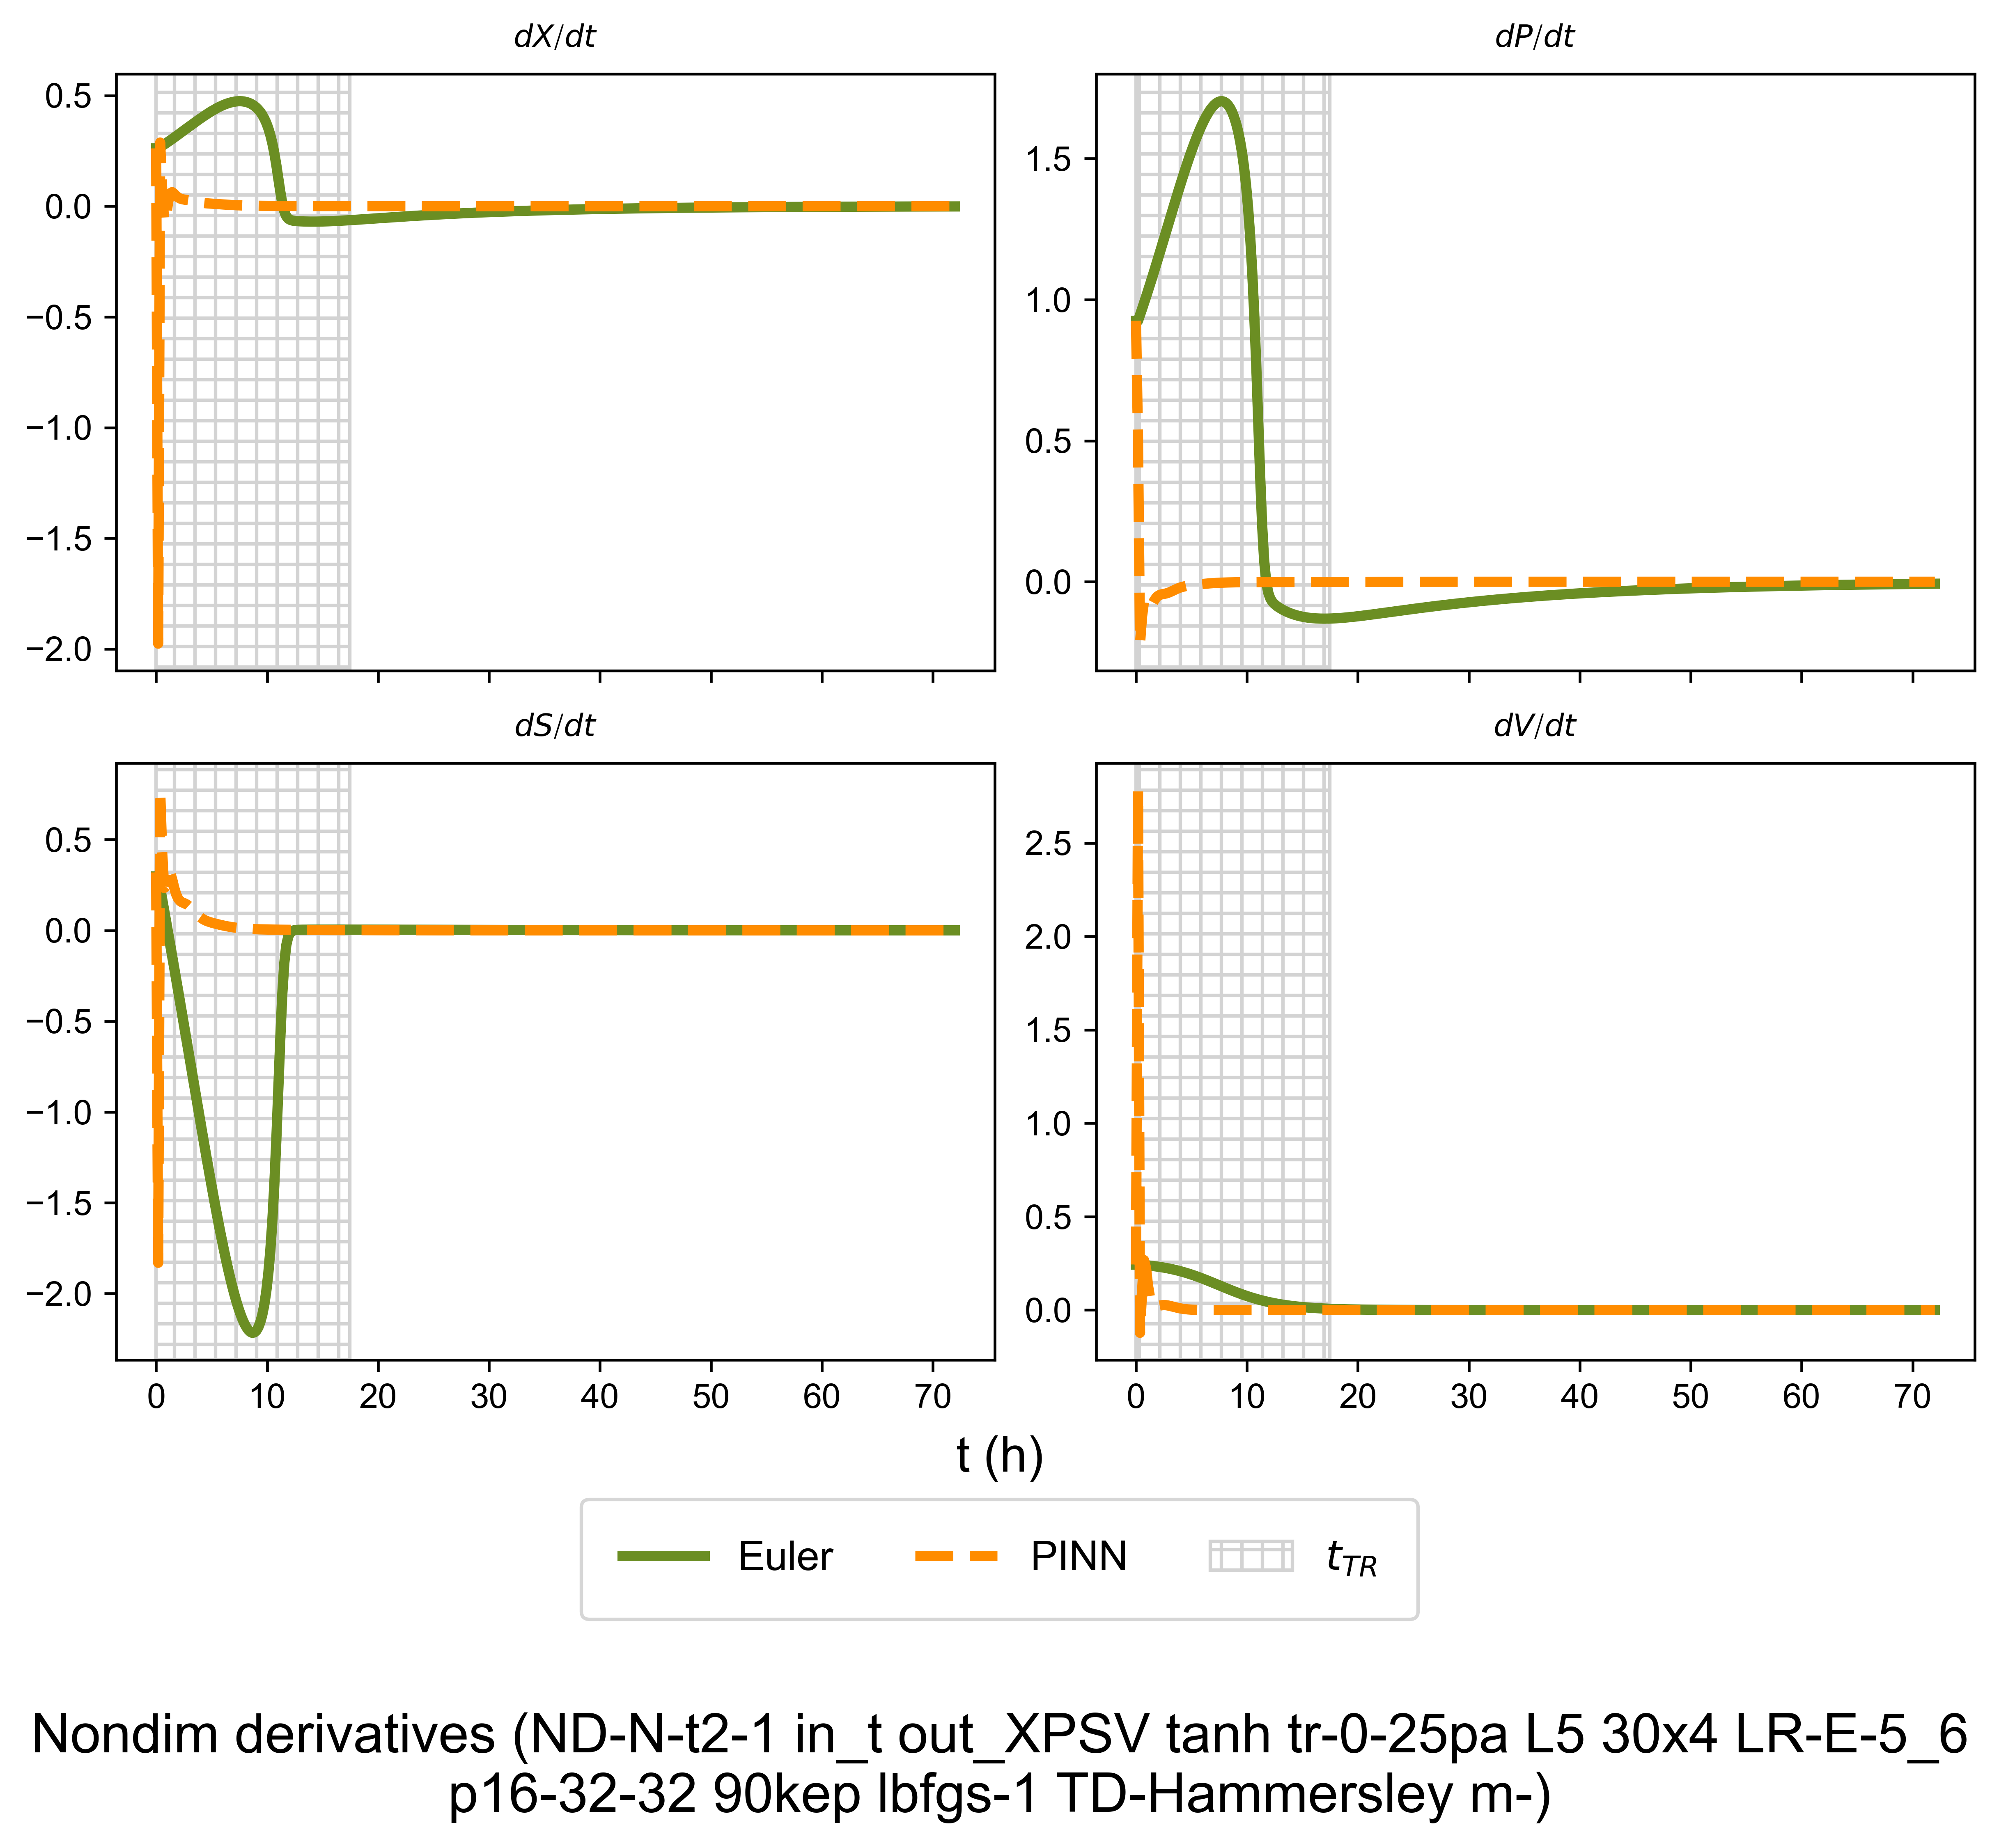 dX/dt
dP/dt
0.5
0.0
−0.5
−1.0
−1.5
−2.0
1.5
1.0
0.5
0.0
dS/dt
dV/dt
0.5
0.0
−0.5
−1.0
−1.5
−2.0
0 10 20 30 40 50 60 70
2.5
2.0
1.5
1.0
0.5
0.0
0 10 20 30 40 50 60 70
t (h)
Euler PINN t_TR
Nondim derivatives (ND-N-t2-1 in_t out_XPSV tanh tr-0-25pa L5 30x4 LR-E-5_6
p16-32-32 90kep lbfgs-1 TD-Hammersley m-)